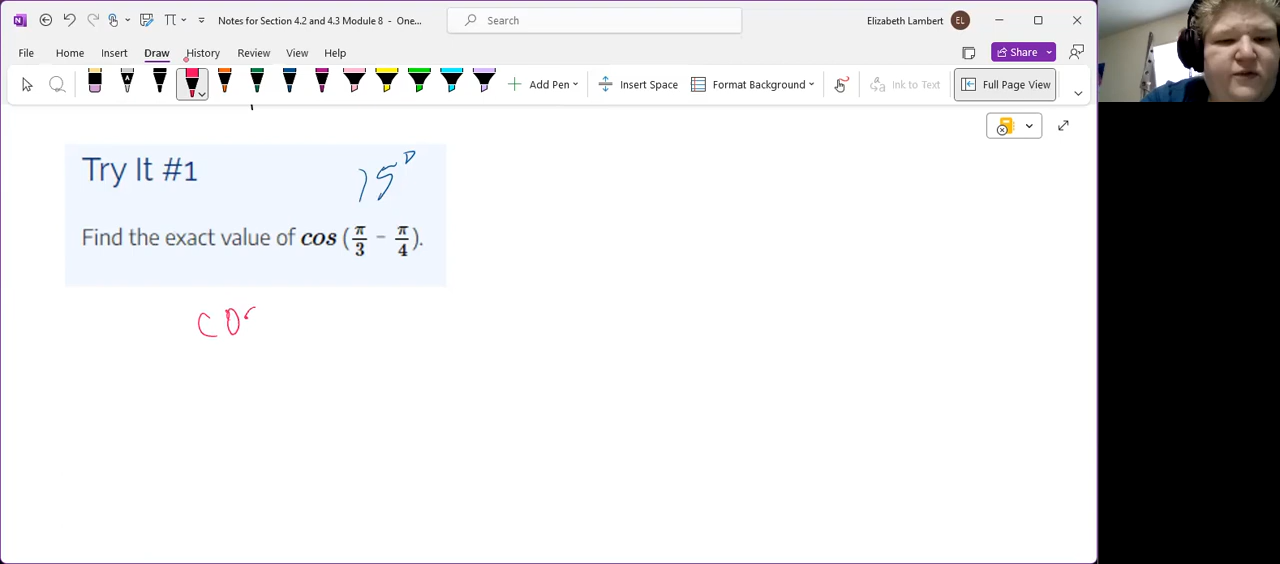 Notes for Section 4.2 and 4.3 Module 8 - One...
Search
Elizabeth Lambert EL
File Home Insert Draw History Review View Help Share
Add Pen Insert Space Format Background Ink to Text Full Page View
Try It #1
15°
Find the exact value of cos (π/3 − π/4).
cos